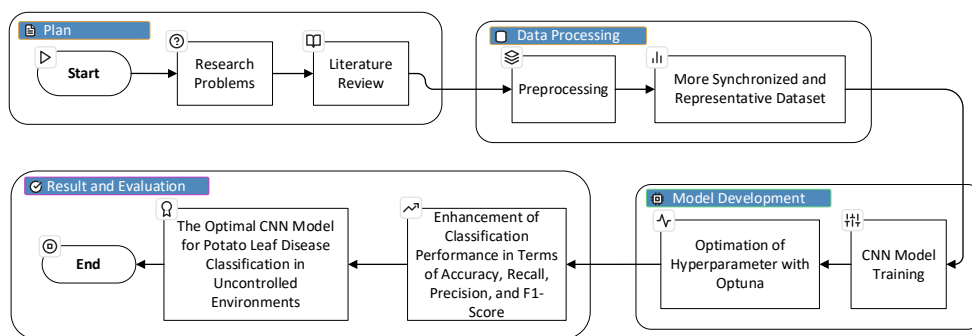 Plan
Start
Research
Problems
Literature
Review
Data Processing
Preprocessing
More Synchronized and
Representative Dataset
Model Development
CNN Model
Training
Optimation of
Hyperparameter with
Optuna
Result and Evaluation
Enhancement of
Classification
Performance in Terms
of Accuracy, Recall,
Precision, and F1-
Score
The Optimal CNN Model
for Potato Leaf Disease
Classification in
Uncontrolled
Environments
End